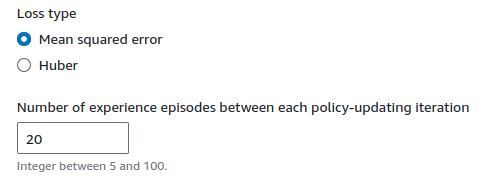 Loss type
Mean squared error
Huber
Number of experience episodes between each policy-updating iteration
20
Integer between 5 and 100.